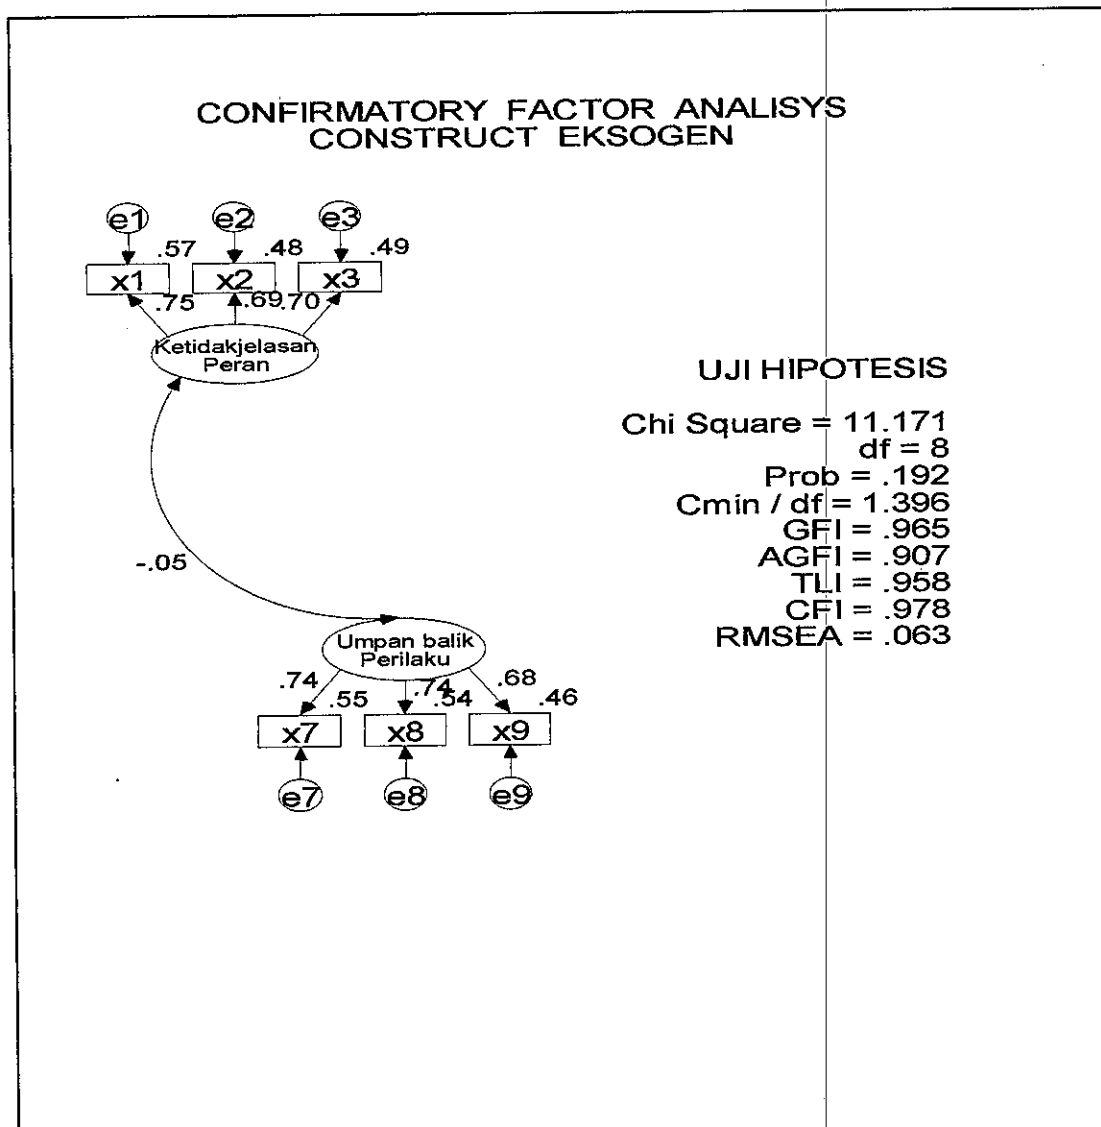 CONFIRMATORY FACTOR ANALISYS
CONSTRUCT EKSOGEN
e1 e2 e3
.57 .48 .49
x1 x2 x3
.75 .69 .70
Ketidakjelasan
Peran
UJI HIPOTESIS
Chi Square = 11.171
df = 8
Prob = .192
Cmin / df = 1.396
GFI = .965
AGFI = .907
TLI = .958
CFI = .978
RMSEA = .063
-.05
Umpan balik
Perilaku
.74 .74 .68
.55 .54 .46
x7 x8 x9
e7 e8 e9